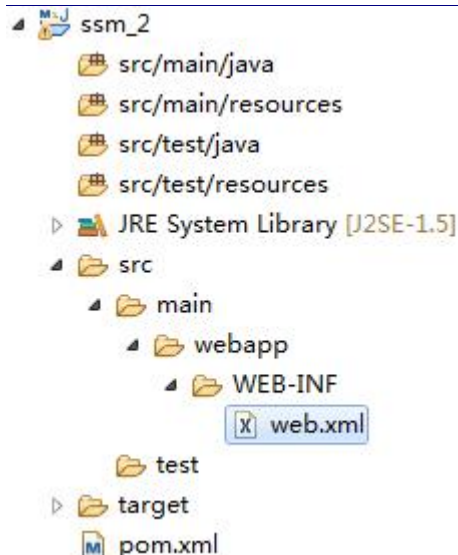 ssm_2
src/main/java
src/main/resources
src/test/java
src/test/resources
JRE System Library [J2SE-1.5]
src
main
webapp
WEB-INF
web.xml
test
target
pom.xml